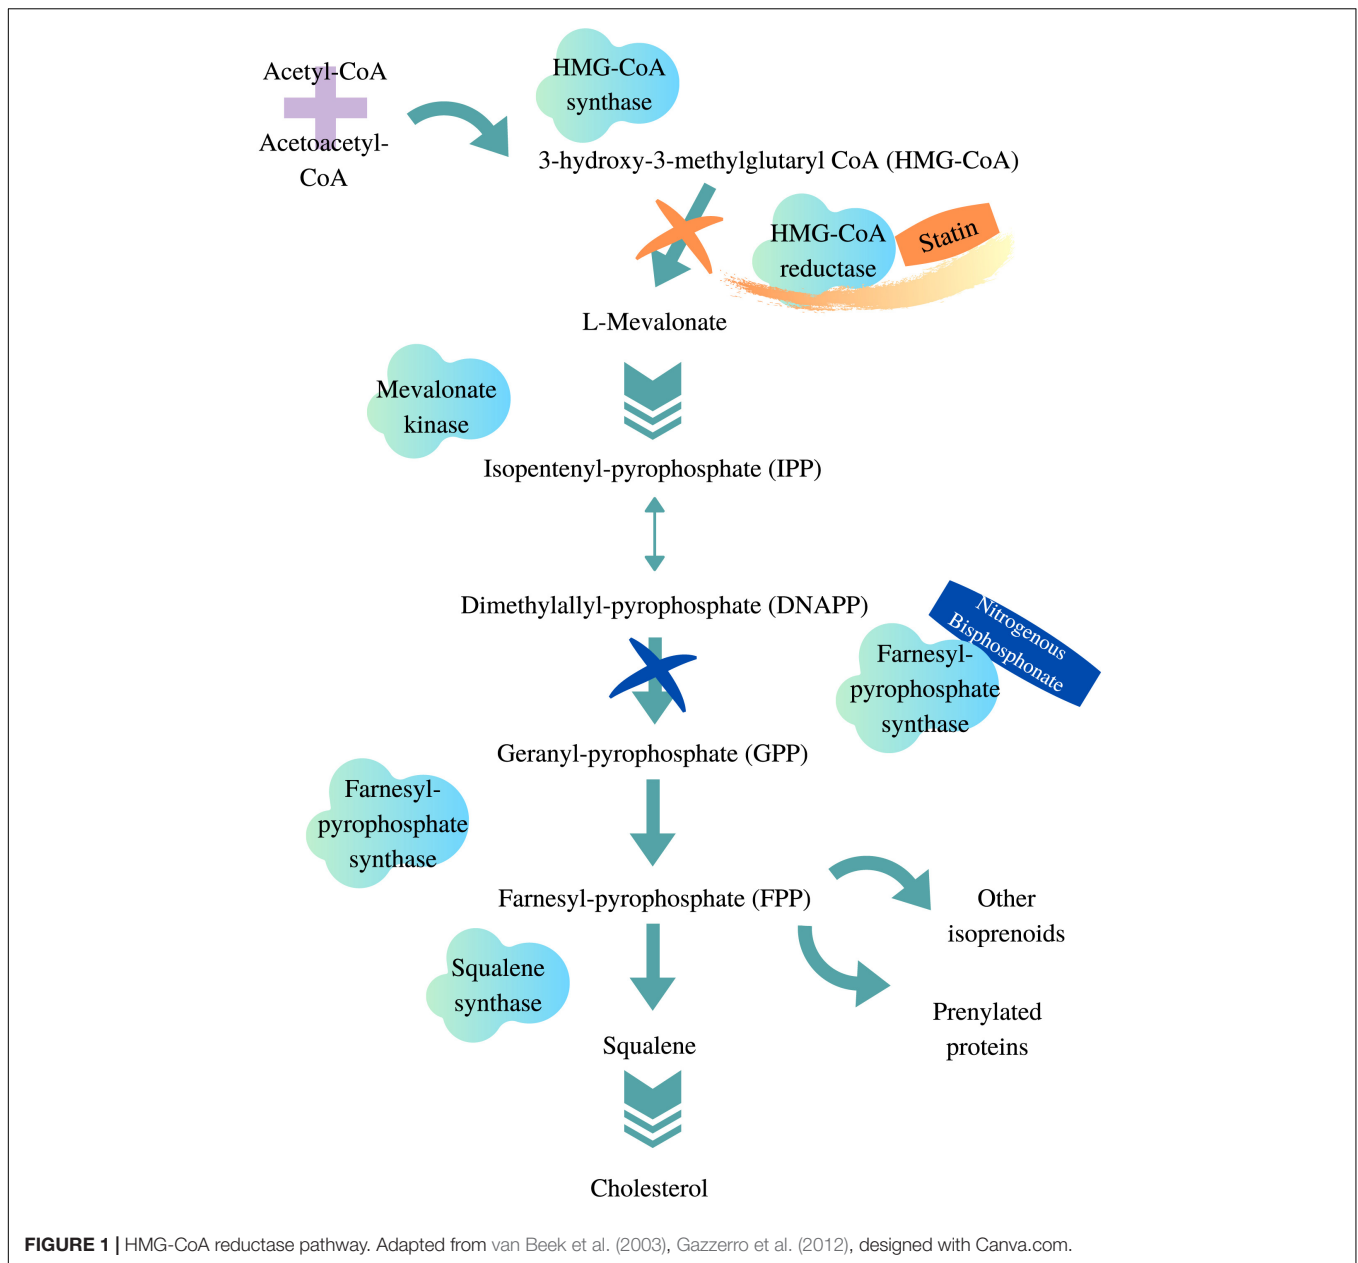 Acetyl-CoA
Acetoacetyl-
CoA
HMG-CoA
synthase
3-hydroxy-3-methylglutaryl CoA (HMG-CoA)
HMG-CoA
reductase
Statin
L-Mevalonate
Mevalonate
kinase
Isopentenyl-pyrophosphate (IPP)
Dimethylallyl-pyrophosphate (DNAPP)
Nitrogenous
Bisphosphonate
Farnesyl-
pyrophosphate
synthase
Geranyl-pyrophosphate (GPP)
Farnesyl-
pyrophosphate
synthase
Farnesyl-pyrophosphate (FPP)
Other
isoprenoids
Squalene
synthase
Prenylated
proteins
Squalene
Cholesterol
FIGURE 1 | HMG-CoA reductase pathway. Adapted from van Beek et al. (2003), Gazzerro et al. (2012), designed with Canva.com.